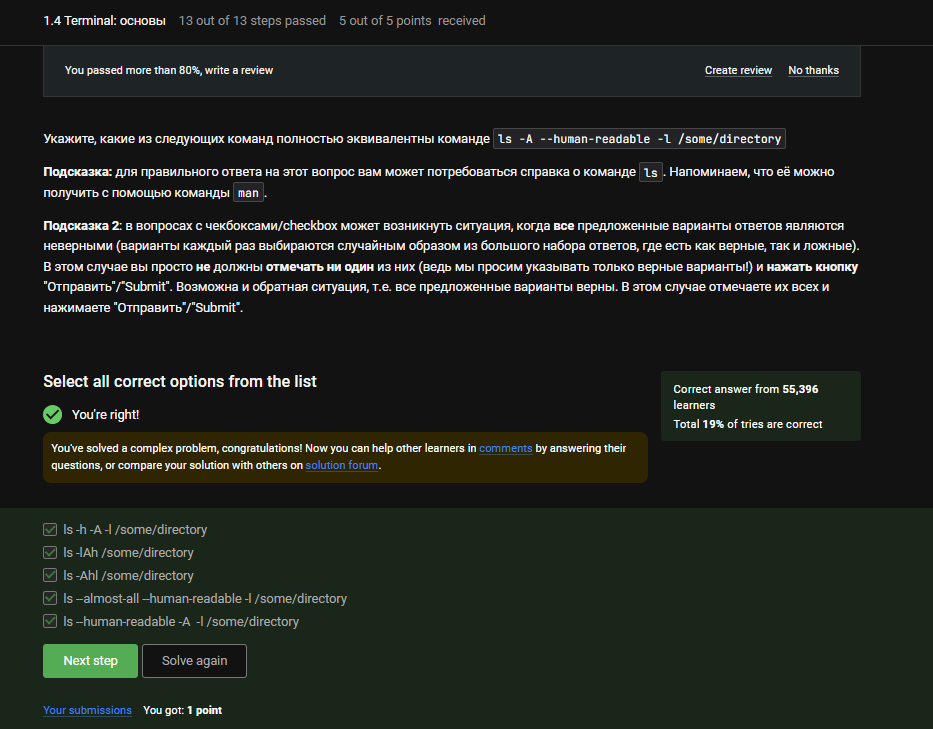 1.4 Terminal: основы 13 out of 13 steps passed 5 out of 5 points received
You passed more than 80%, write a review Create review No thanks
Укажите, какие из следующих команд полностью эквивалентны команде ls -A --human-readable -l /some/directory
Подсказка: для правильного ответа на этот вопрос вам может потребоваться справка о команде ls. Напоминаем, что её можно
получить с помощью команды man.
Подсказка 2: в вопросах с чекбоксами/checkbox может возникнуть ситуация, когда все предложенные варианты ответов являются
неверными (варианты каждый раз выбираются случайным образом из большого набора ответов, где есть как верные, так и ложные).
В этом случае вы просто не должны отмечать ни один из них (ведь мы просим указывать только верные варианты!) и нажать кнопку
"Отправить"/"Submit". Возможна и обратная ситуация, т.е. все предложенные варианты верны. В этом случае отмечаете их всех и
нажимаете "Отправить"/"Submit".
Select all correct options from the list
You're right!
You've solved a complex problem, congratulations! Now you can help other learners in comments by answering their
questions, or compare your solution with others on solution forum.
Correct answer from 55,396
learners
Total 19% of tries are correct
ls -h -A -l /some/directory
ls -lAh /some/directory
ls -Ahl /some/directory
ls --almost-all --human-readable -l /some/directory
ls --human-readable -A -l /some/directory
Next step Solve again
Your submissions You got: 1 point